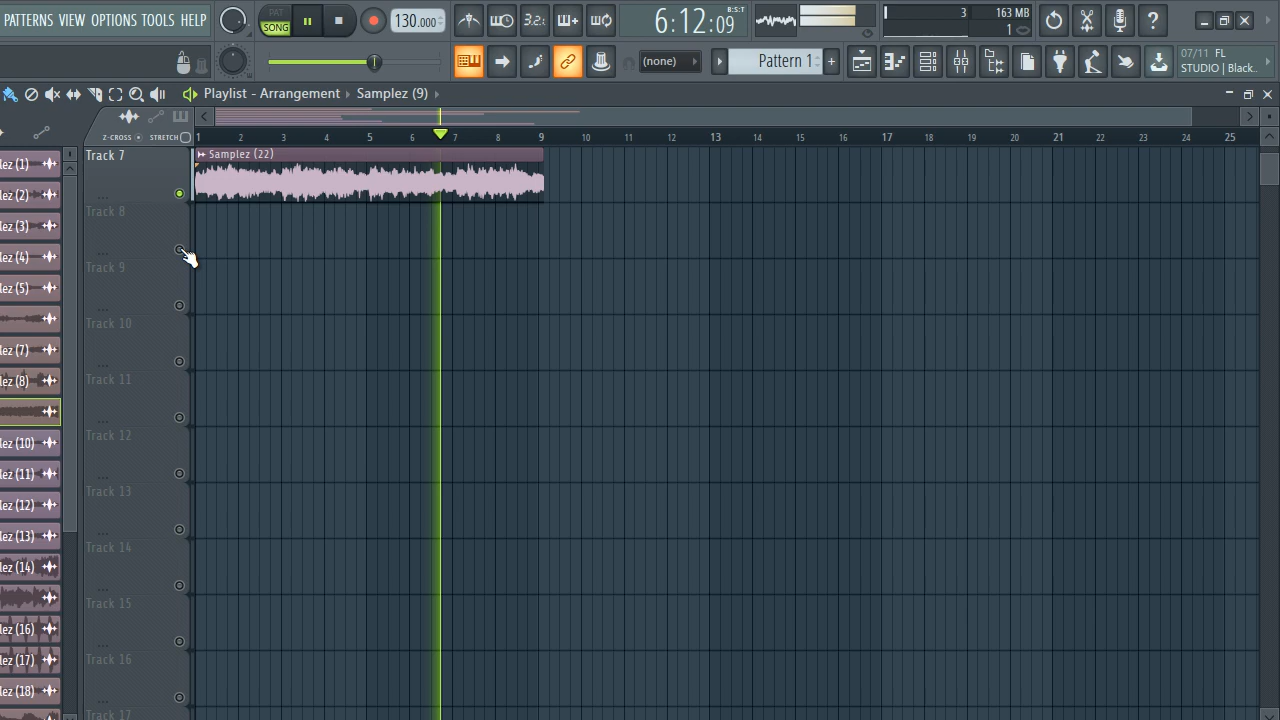 PATTERNS VIEW OPTIONS TOOLS HELP
PAT
SONG
130.000
3.2:
6:12:09
B:S:T
3
163 MB
1
(none)
Pattern 1
07/11 FL
STUDIO | Black..
Playlist - Arrangement Samplez (9)
Z-CROSS STRETCH
1 2 3 4 5 6 7 8 9 10 11 12 13 14 15 16 17 18 19 20 21 22 23 24 25
Track 7
Samplez (22)
Track 8
Track 9
Track 10
Track 11
Track 12
Track 13
Track 14
Track 15
Track 16
Track 17
lez (1)
lez (2)
lez (3)
lez (4)
lez (5)
lez (7)
lez (8)
lez (10)
lez (11)
lez (12)
lez (13)
lez (14)
lez (16)
lez (17)
lez (18)